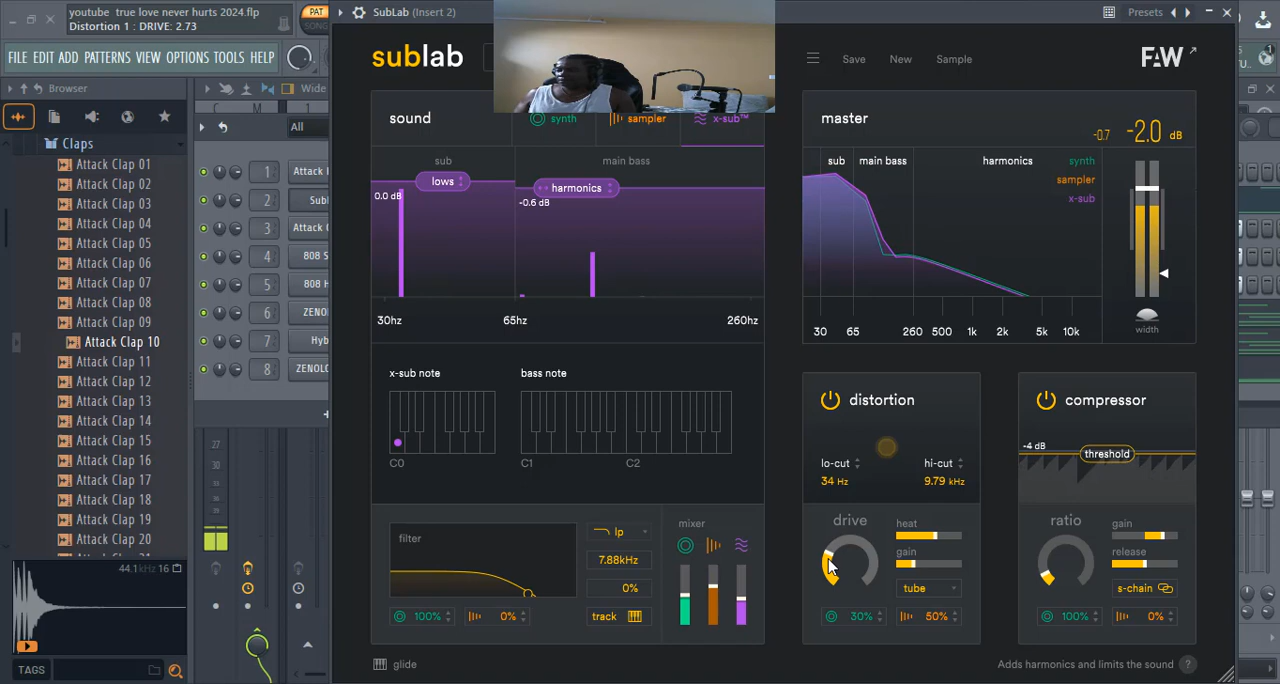 youtube true love never hurts 2024.flp
Distortion 1 : DRIVE: 2.73
PAT
SONG
FILE EDIT ADD PATTERNS VIEW OPTIONS TOOLS HELP
Browser
Wide
C
M
All
Claps
Attack Clap 01
Attack Clap 02
Attack Clap 03
Attack Clap 04
Attack Clap 05
Attack Clap 06
Attack Clap 07
Attack Clap 08
Attack Clap 09
Attack Clap 10
Attack Clap 11
Attack Clap 12
Attack Clap 13
Attack Clap 14
Attack Clap 15
Attack Clap 16
Attack Clap 17
Attack Clap 18
Attack Clap 19
Attack Clap 20
44.1kHz 16
TAGS
1 Attack
2 Subl
3 Attack
4 808 S
5 808 H
6 ZENO
7 Hyb
8 ZENOL
SubLab (Insert 2)
Presets
sublab
Save
New
Sample
FAW
sound
synth
sampler
x-sub™
sub
main bass
lows
harmonics
0.0 dB
-0.6 dB
30hz
65hz
260hz
x-sub note
bass note
C0
C1
C2
filter
lp
7.88kHz
0%
track
100%
0%
mixer
glide
master
-0.7
-2.0 dB
sub
main bass
harmonics
synth
sampler
x-sub
30 65 260 500 1k 2k 5k 10k
width
distortion
lo-cut
34 Hz
hi-cut
9.79 kHz
drive
heat
gain
tube
30%
50%
compressor
-4 dB
threshold
ratio
gain
release
s-chain
100%
0%
Adds harmonics and limits the sound ?